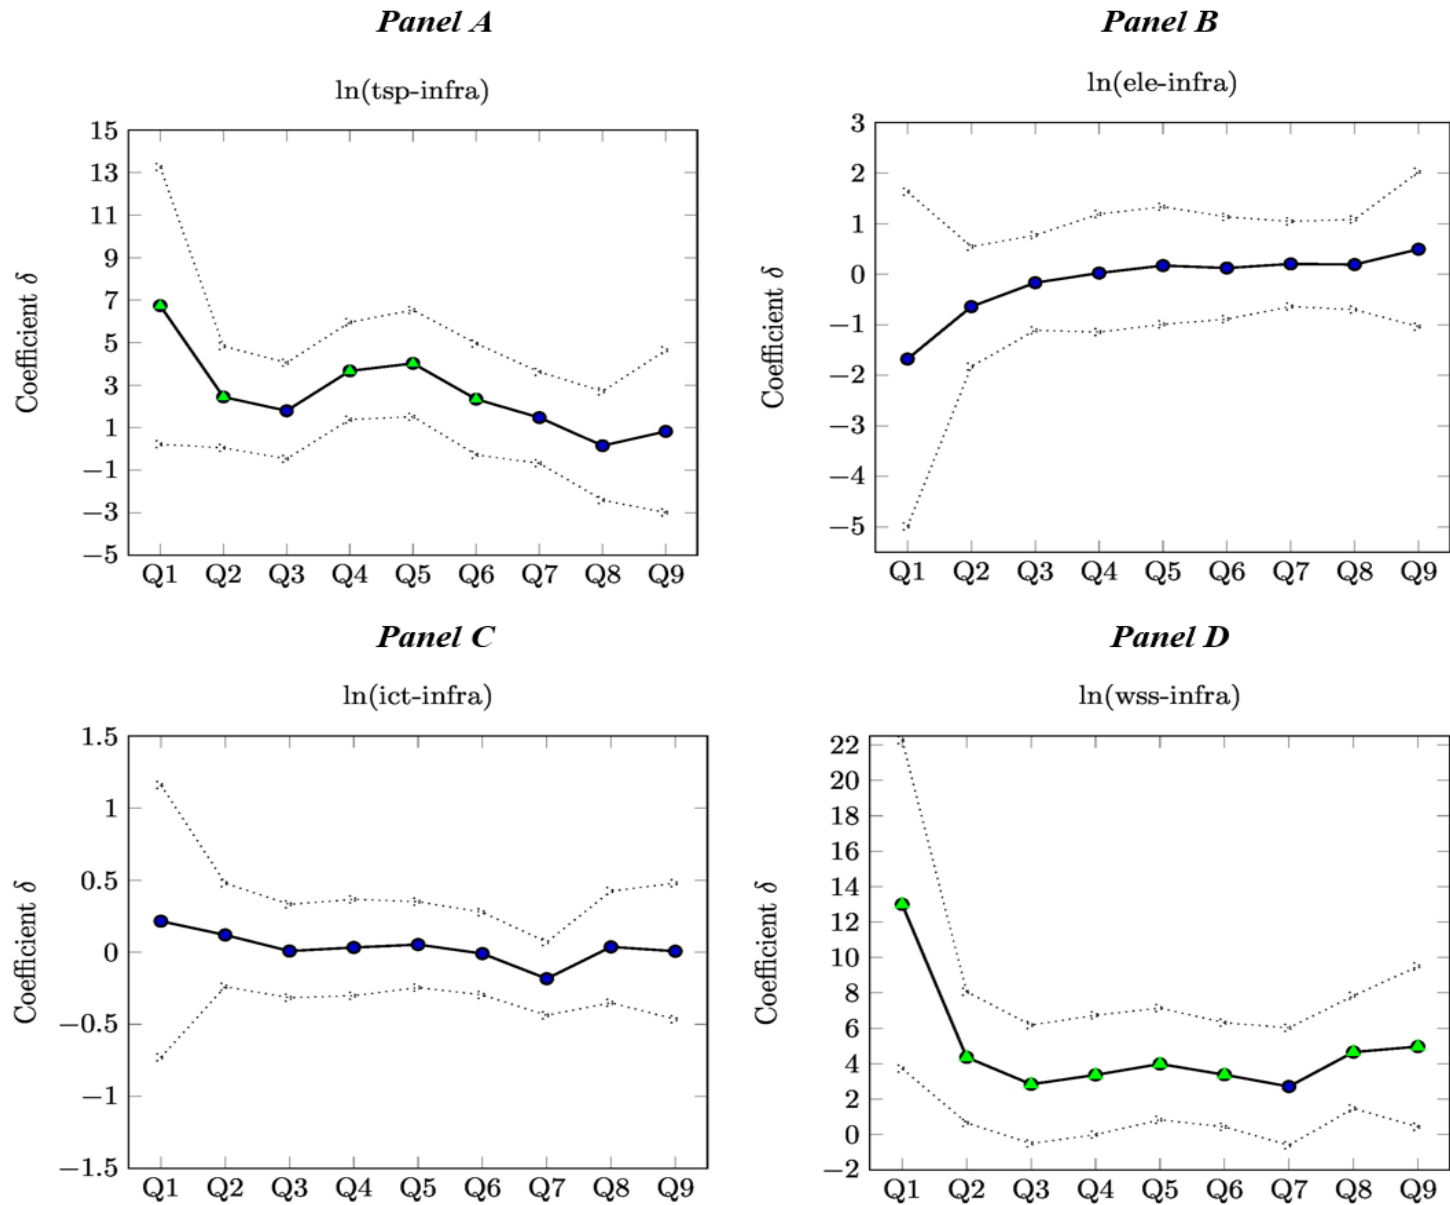 Panel A
ln(tsp-infra)
Coefficient δ
15
13
11
9
7
5
3
1
−1
−3
−5
Q1 Q2 Q3 Q4 Q5 Q6 Q7 Q8 Q9
Panel B
ln(ele-infra)
Coefficient δ
3
2
1
0
−1
−2
−3
−4
−5
Q1 Q2 Q3 Q4 Q5 Q6 Q7 Q8 Q9
Panel C
ln(ict-infra)
Coefficient δ
1.5
1
0.5
0
−0.5
−1
−1.5
Q1 Q2 Q3 Q4 Q5 Q6 Q7 Q8 Q9
Panel D
ln(wss-infra)
Coefficient δ
22
20
18
16
14
12
10
8
6
4
2
0
−2
Q1 Q2 Q3 Q4 Q5 Q6 Q7 Q8 Q9